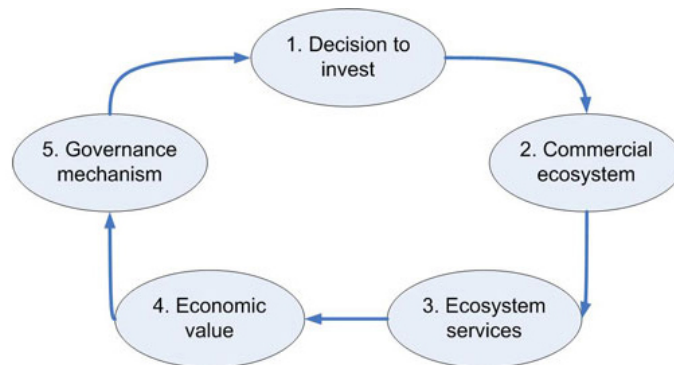 1. Decision to
invest
2. Commercial
ecosystem
3. Ecosystem
services
4. Economic
value
5. Governance
mechanism